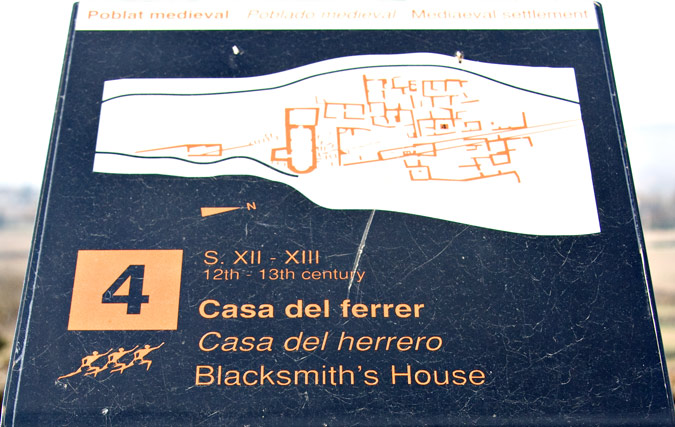 Poblat medieval . Poblado medieval . Mediaeval settlement
N
4
S. XII - XIII
12th - 13th century
Casa del ferrer
Casa del herrero
Blacksmith's House